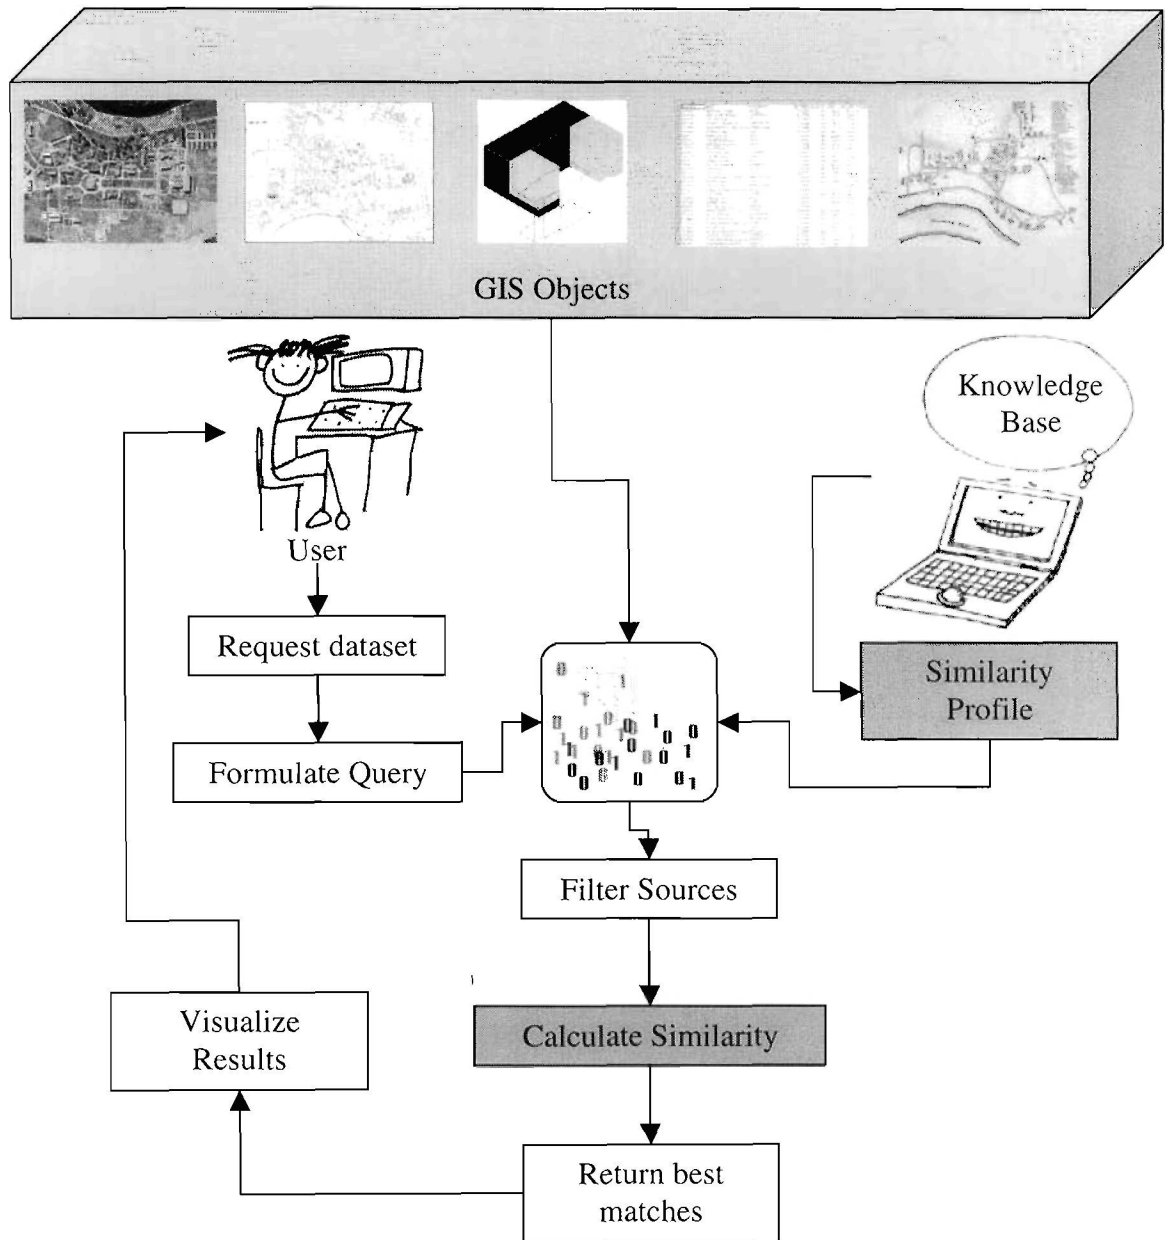 GIS Objects
Knowledge
Base
User
Request dataset
Similarity
Profile
Formulate Query
Filter Sources
Visualize
Results
Calculate Similarity
Return best
matches